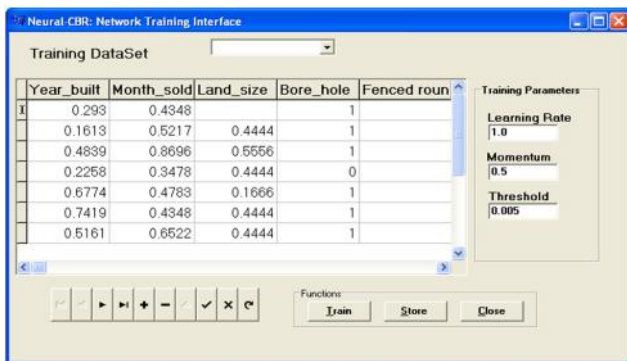 Neural-CBR: Network Training Interface
Training DataSet
Year_built Month_sold Land_size Bore_hole Fenced roun
0.293 0.4348 1
0.1613 0.5217 0.4444 1
0.4839 0.8696 0.5556 1
0.2258 0.3478 0.4444 0
0.6774 0.4783 0.1666 1
0.7419 0.4348 0.4444 1
0.5161 0.6522 0.4444 1
Training Parameters
Learning Rate
1.0
Momentum
0.5
Threshold
0.005
Functions
Train Store Close